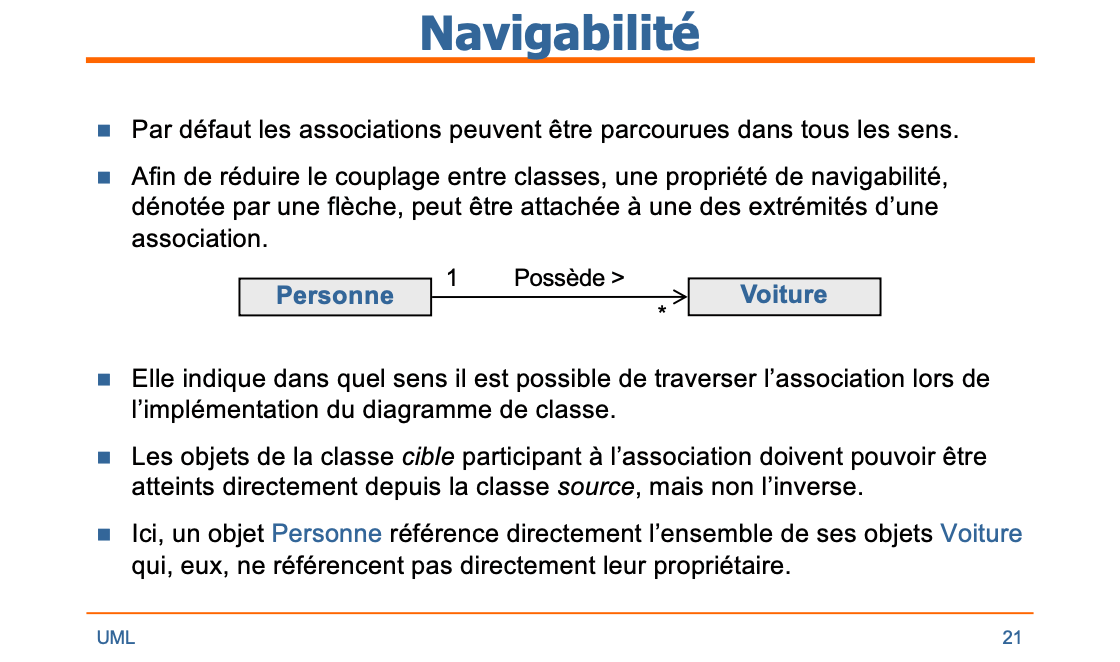 Navigabilité
Par défaut les associations peuvent être parcourues dans tous les sens.
Afin de réduire le couplage entre classes, une propriété de navigabilité,
dénotée par une flèche, peut être attachée à une des extrémités d’une
association.
1 Possède >
Personne Voiture
*
Elle indique dans quel sens il est possible de traverser l’association lors de
l’implémentation du diagramme de classe.
Les objets de la classe cible participant à l’association doivent pouvoir être
atteints directement depuis la classe source, mais non l’inverse.
Ici, un objet Personne référence directement l’ensemble de ses objets Voiture
qui, eux, ne référencent pas directement leur propriétaire.
UML 21